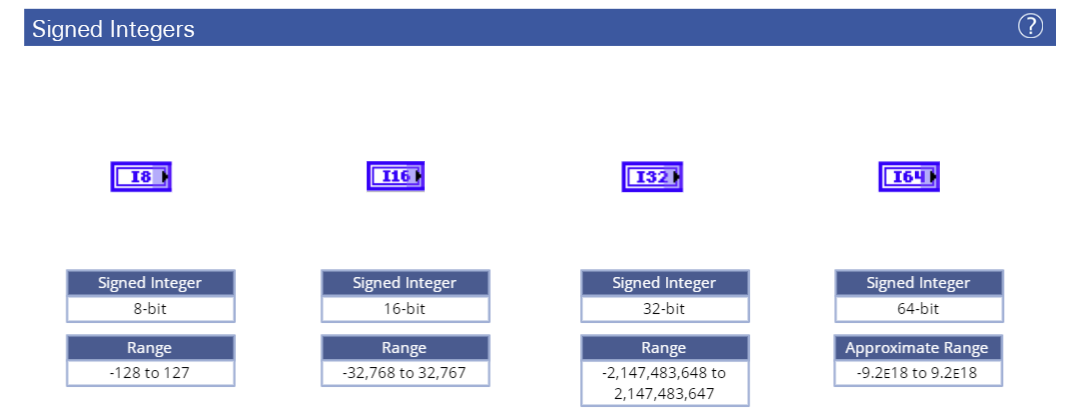 Signed Integers ?
I8 I16 I32 I64
Signed Integer Signed Integer Signed Integer Signed Integer
8-bit 16-bit 32-bit 64-bit
Range Range Range Approximate Range
-128 to 127 -32,768 to 32,767 -2,147,483,648 to -9.2E18 to 9.2E18
2,147,483,647